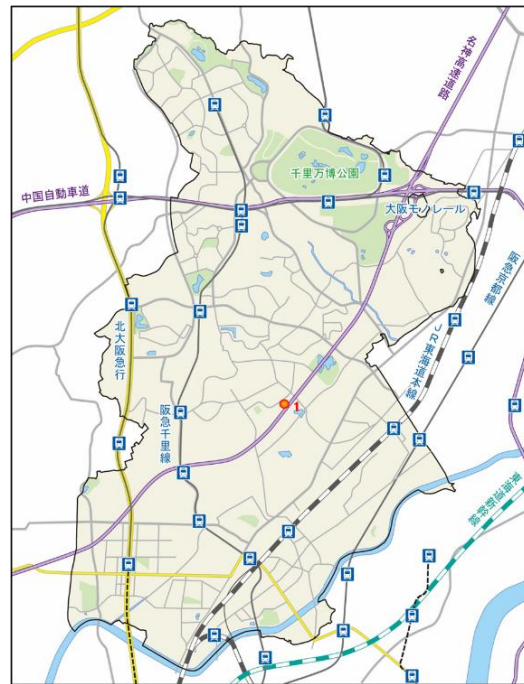 名神高速道路
千里万博公園
中国自動車道
大阪モノレール
阪急京都線
JR東海道本線
北大阪急行
阪急千里線
1
東海道新幹線